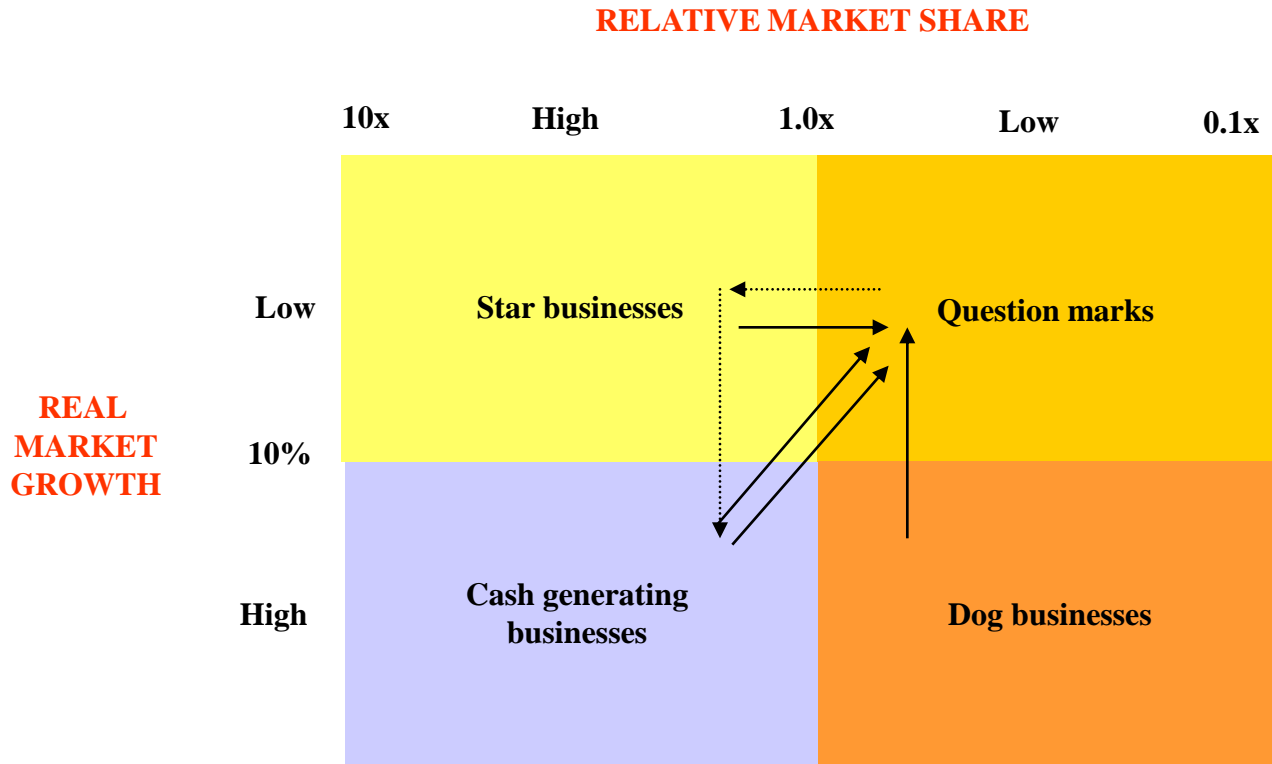 RELATIVE MARKET SHARE
10x High 1.0x Low 0.1x
Low Star businesses Question marks
REAL
MARKET
GROWTH
10%
High Cash generating
businesses
Dog businesses